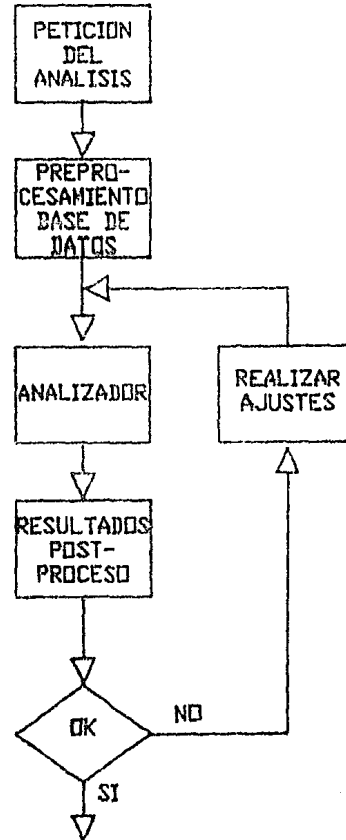 PETICION
DEL
ANALISIS
PREPRO-
CESAMIENTO
BASE DE
DATOS
ANALIZADOR
REALIZAR
AJUSTES
RESULTADOS
POST-
PROCESO
OK
NO
SI